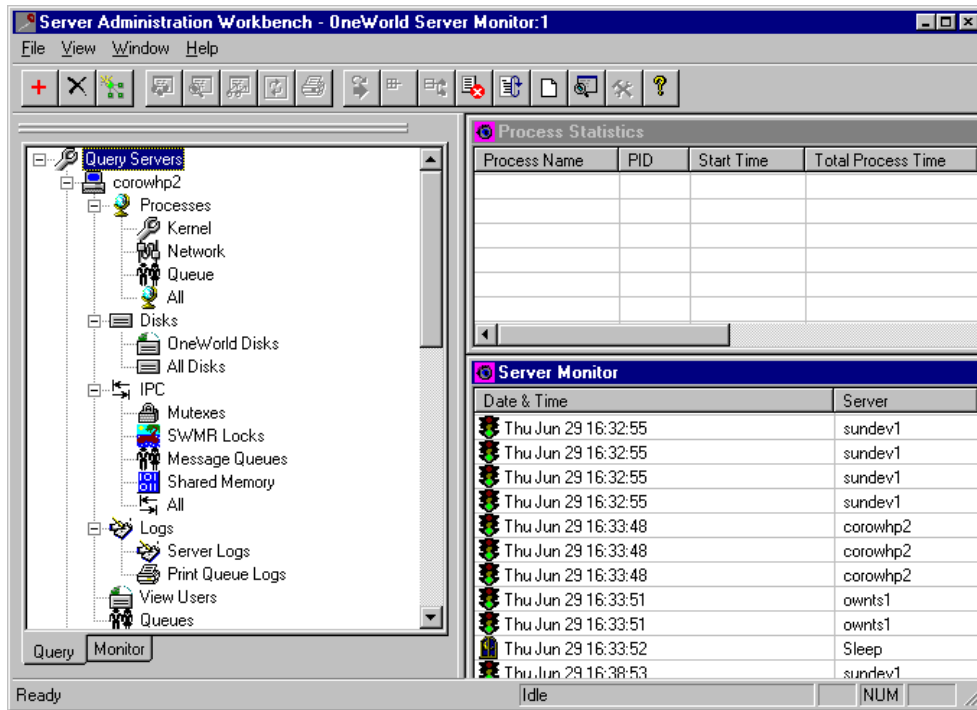 Server Administration Workbench - OneWorld Server Monitor:1
File View Window Help
Query Servers
corowhp2
Processes
Kernel
Network
Queue
All
Disks
OneWorld Disks
All Disks
IPC
Mutexes
SWMR Locks
Message Queues
Shared Memory
All
Logs
Server Logs
Print Queue Logs
View Users
Queues
Query Monitor
Process Statistics
Process Name PID Start Time Total Process Time
Server Monitor
Date & Time Server
Thu Jun 29 16:32:55 sundev1
Thu Jun 29 16:32:55 sundev1
Thu Jun 29 16:32:55 sundev1
Thu Jun 29 16:32:55 sundev1
Thu Jun 29 16:33:48 corowhp2
Thu Jun 29 16:33:48 corowhp2
Thu Jun 29 16:33:48 corowhp2
Thu Jun 29 16:33:51 ownts1
Thu Jun 29 16:33:51 ownts1
Thu Jun 29 16:33:52 Sleep
Thu Jun 29 16:38:53 sundev1
Ready Idle NUM